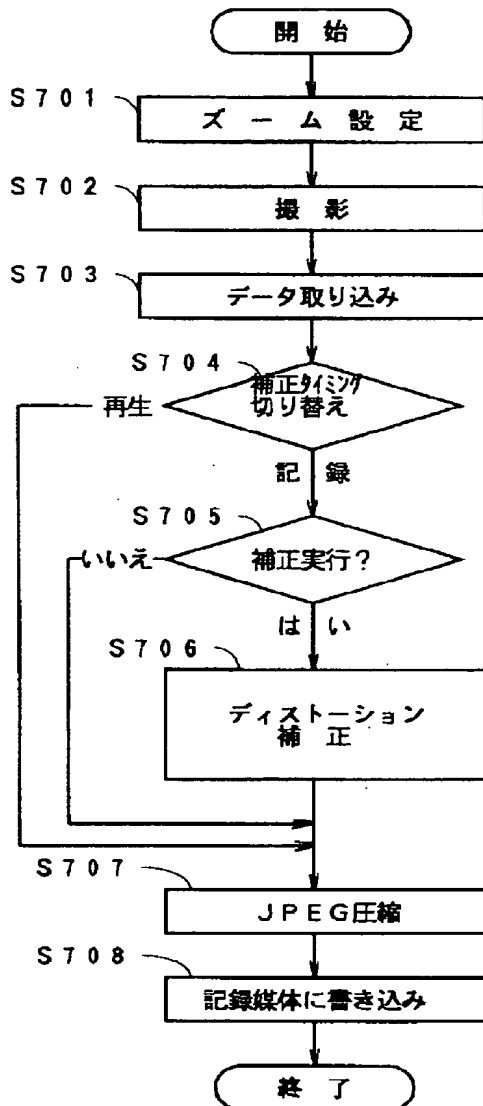 開始
S701
ズーム設定
S702
撮影
S703
データ取り込み
S704
補正タイミング
切り替え
再生
記録
S705
補正実行？
いいえ
はい
S706
ディストーション
補正
S707
JPEG圧縮
S708
記録媒体に書き込み
終了